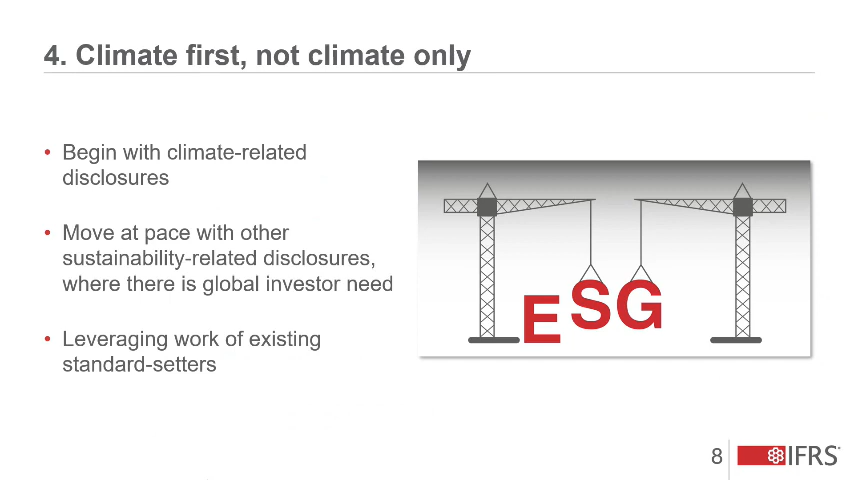 4. Climate first, not climate only
• Begin with climate-related
disclosures
• Move at pace with other
sustainability-related disclosures,
where there is global investor need
• Leveraging work of existing
standard-setters
ESG
8
IFRS